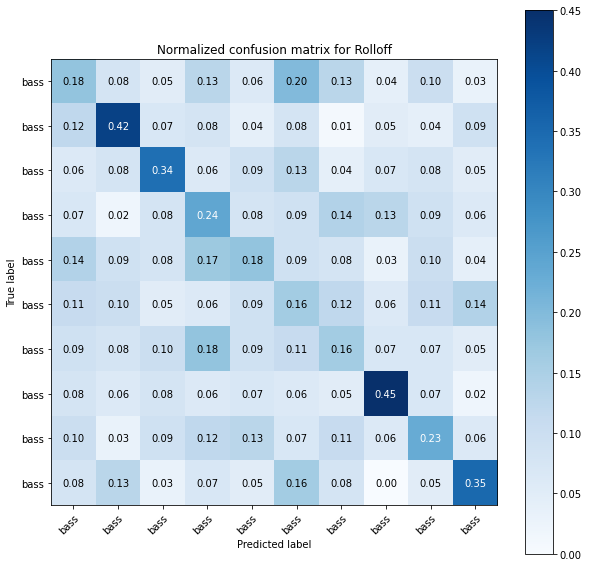 Normalized confusion matrix for Rolloff
bass 0.18 0.08 0.05 0.13 0.06 0.20 0.13 0.04 0.10 0.03
bass 0.12 0.42 0.07 0.08 0.04 0.08 0.01 0.05 0.04 0.09
bass 0.06 0.08 0.34 0.06 0.09 0.13 0.04 0.07 0.08 0.05
bass 0.07 0.02 0.08 0.24 0.08 0.09 0.14 0.13 0.09 0.06
bass 0.14 0.09 0.08 0.17 0.18 0.09 0.08 0.03 0.10 0.04
bass 0.11 0.10 0.05 0.06 0.09 0.16 0.12 0.06 0.11 0.14
bass 0.09 0.08 0.10 0.18 0.09 0.11 0.16 0.07 0.07 0.05
bass 0.08 0.06 0.08 0.06 0.07 0.06 0.05 0.45 0.07 0.02
bass 0.10 0.03 0.09 0.12 0.13 0.07 0.11 0.06 0.23 0.06
bass 0.08 0.13 0.03 0.07 0.05 0.16 0.08 0.00 0.05 0.35
bass bass bass bass bass bass bass bass bass bass
Predicted label
True label
0.45
0.40
0.35
0.30
0.25
0.20
0.15
0.10
0.05
0.00